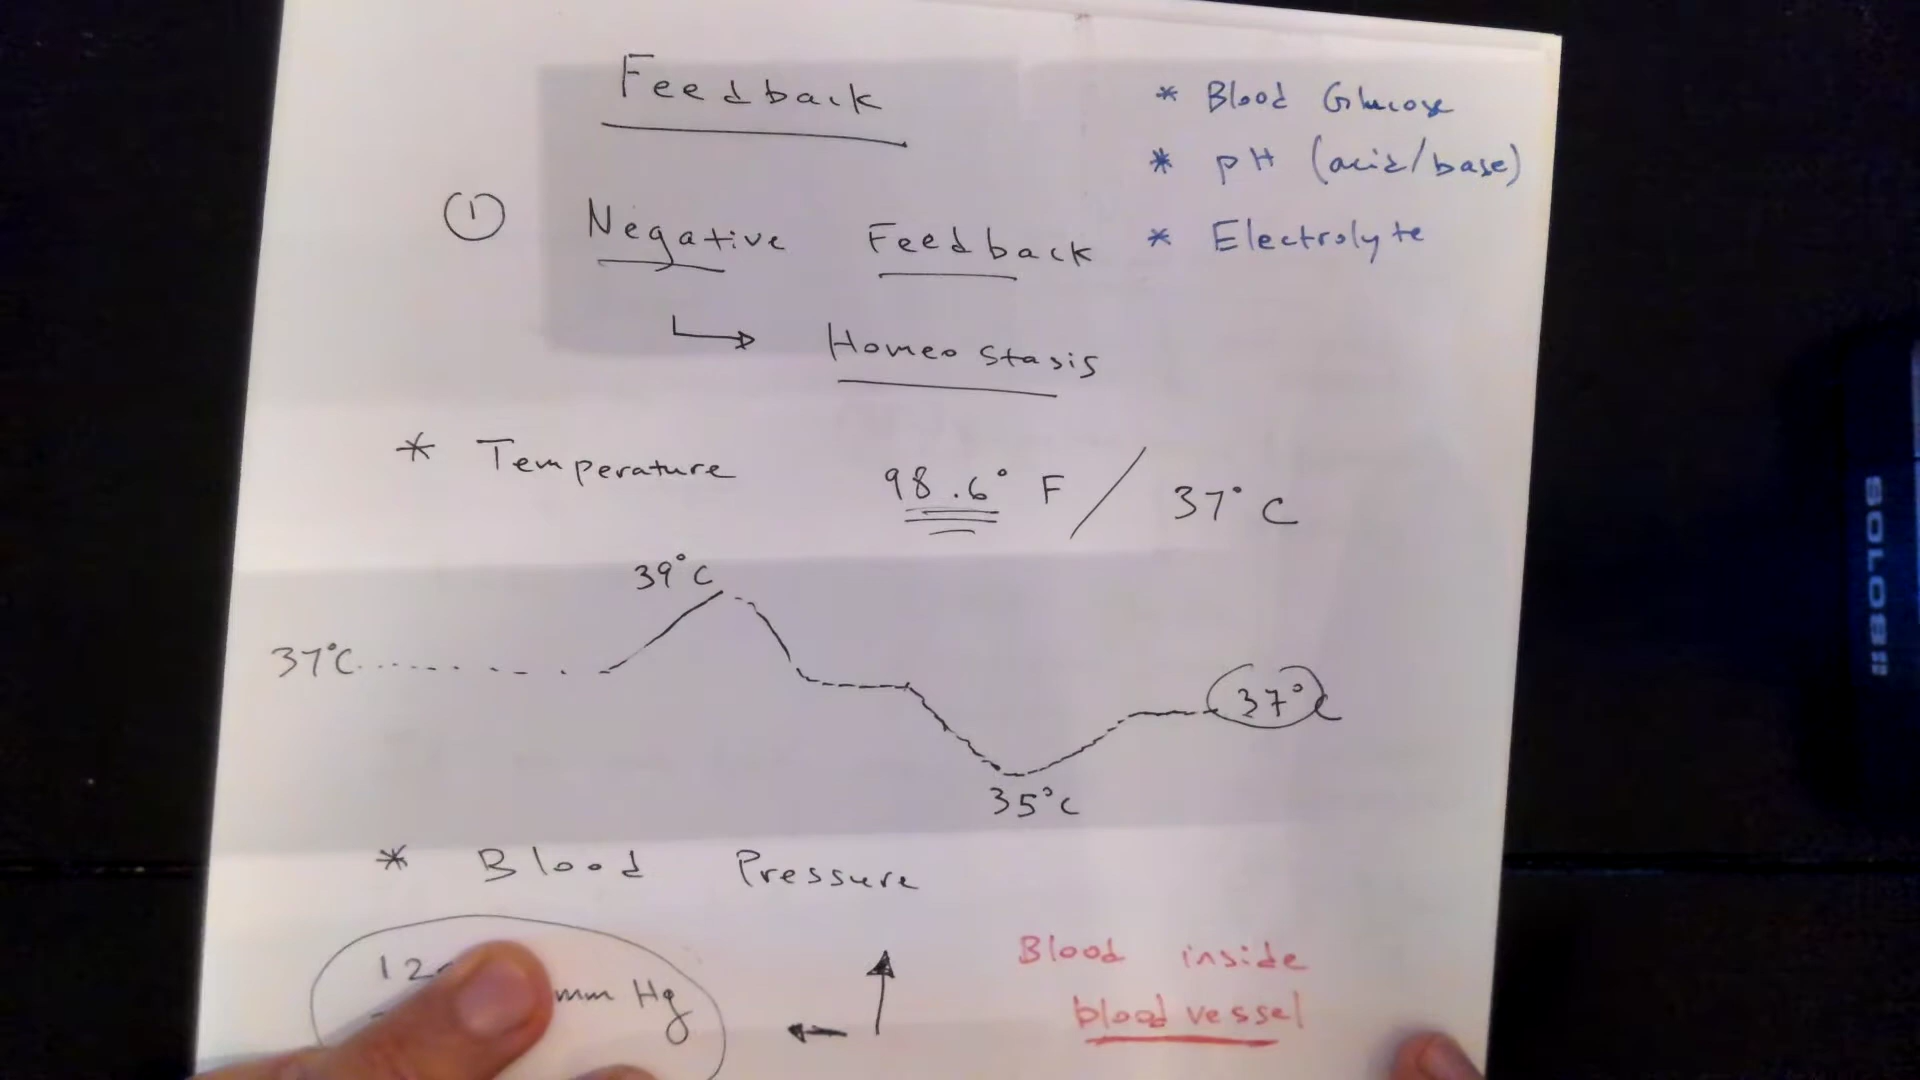 Feedback
* Blood Glucose
* pH (acid/base)
* Electrolyte
1 Negative Feedback
Homeostasis
* Temperature 98.6° F / 37° C
39°C
37°C
37°C
35°C
* Blood Pressure
mm Hg
Blood inside
blood vessel
SOLOS